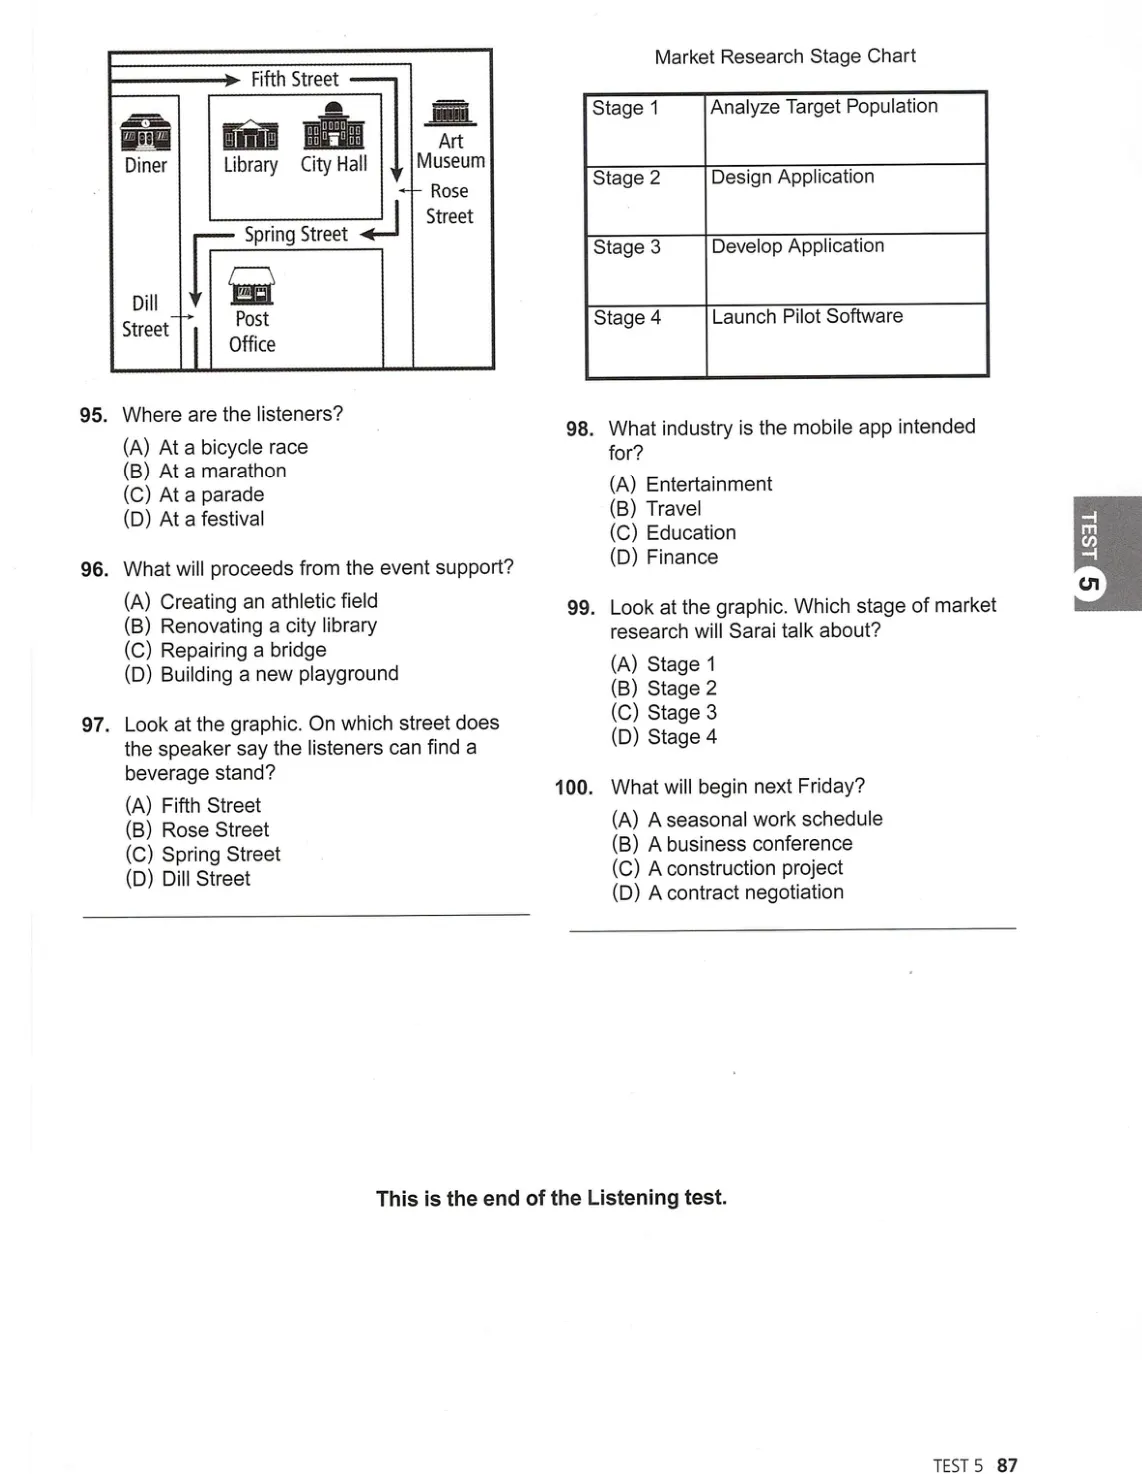 Fifth Street
Diner
Library
City Hall
Art
Museum
Rose
Street
Spring Street
Dill
Street
Post
Office
95. Where are the listeners?
(A) At a bicycle race
(B) At a marathon
(C) At a parade
(D) At a festival
96. What will proceeds from the event support?
(A) Creating an athletic field
(B) Renovating a city library
(C) Repairing a bridge
(D) Building a new playground
97. Look at the graphic. On which street does
the speaker say the listeners can find a
beverage stand?
(A) Fifth Street
(B) Rose Street
(C) Spring Street
(D) Dill Street
Market Research Stage Chart
Stage 1 Analyze Target Population
Stage 2 Design Application
Stage 3 Develop Application
Stage 4 Launch Pilot Software
98. What industry is the mobile app intended
for?
(A) Entertainment
(B) Travel
(C) Education
(D) Finance
99. Look at the graphic. Which stage of market
research will Sarai talk about?
(A) Stage 1
(B) Stage 2
(C) Stage 3
(D) Stage 4
100. What will begin next Friday?
(A) A seasonal work schedule
(B) A business conference
(C) A construction project
(D) A contract negotiation
TEST 5
This is the end of the Listening test.
TEST 5 87